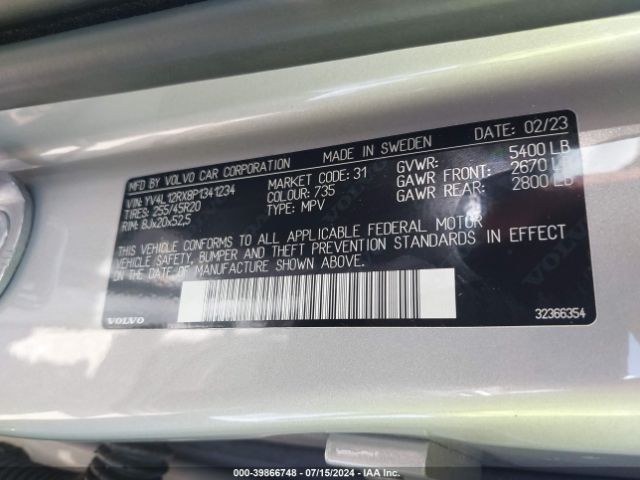 MFD BY VOLVO CAR CORPORATION MADE IN SWEDEN DATE: 02/23
VIN: YV4L12RX8P1341234 MARKET CODE: 31 GVWR: 5400 LB
TIRES: 255/45R20 COLOUR: 735 GAWR FRONT: 2670 LB
RIM: 8Jx20x52,5 TYPE: MPV GAWR REAR: 2800 LB
THIS VEHICLE CONFORMS TO ALL APPLICABLE FEDERAL MOTOR
VEHICLE SAFETY, BUMPER AND THEFT PREVENTION STANDARDS IN EFFECT
ON THE DATE OF MANUFACTURE SHOWN ABOVE.
VOLVO 32366354
000-39866748 - 07/15/2024 - IAA Inc.